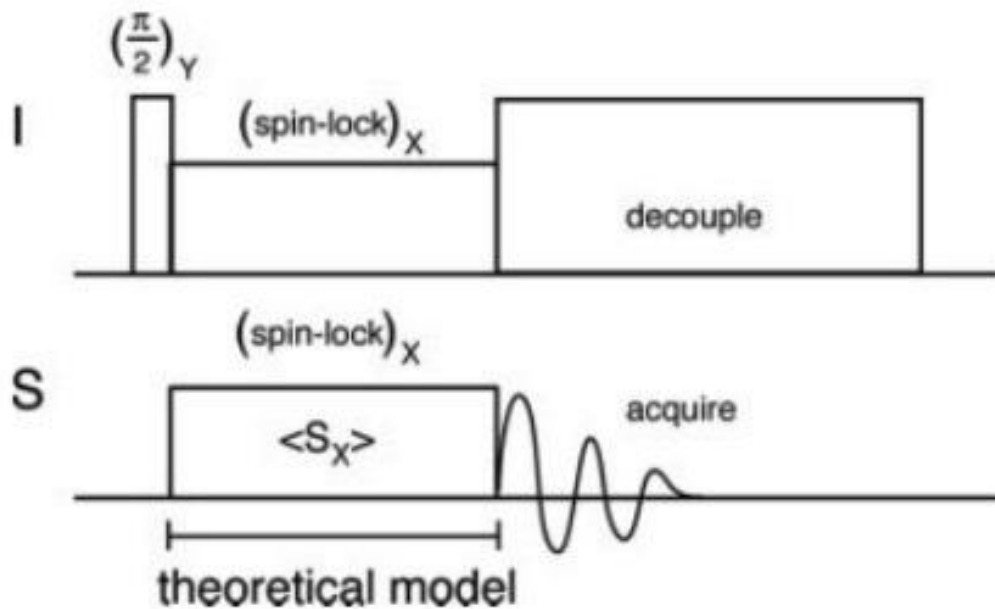 (π/2)Y
I
(spin-lock)X
decouple
(spin-lock)X
S
<SX>
acquire
theoretical model